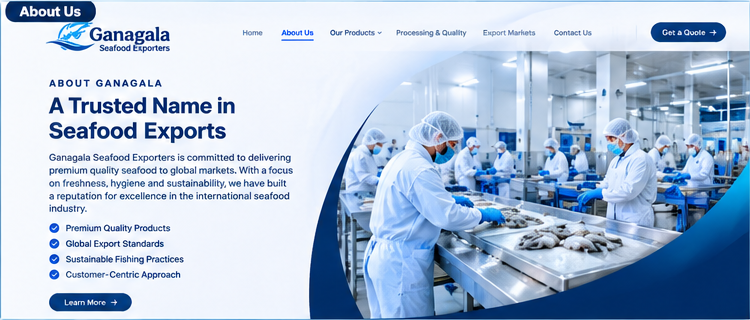 About Us
Ganagala
Seafood Exporters
Home
About Us
Our Products
Processing & Quality
Export Markets
Contact Us
Get a Quote →
ABOUT GANAGALA
A Trusted Name in
Seafood Exports
Ganagala Seafood Exporters is committed to delivering
premium quality seafood to global markets. With a focus
on freshness, hygiene and sustainability, we have built
a reputation for excellence in the international seafood
industry.
Premium Quality Products
Global Export Standards
Sustainable Fishing Practices
Customer-Centric Approach
Learn More →